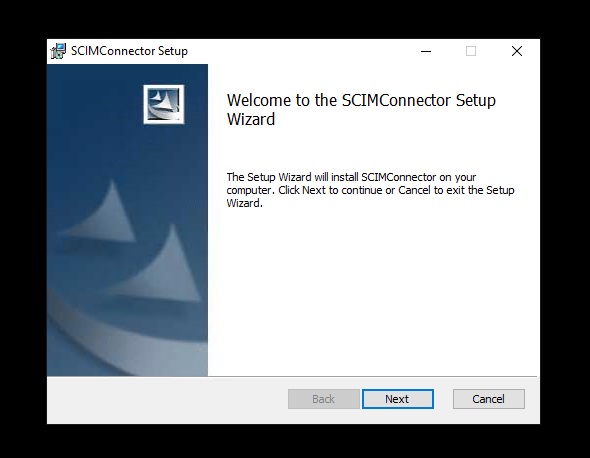 SCIMConnector Setup
Welcome to the SCIMConnector Setup
Wizard
The Setup Wizard will install SCIMConnector on your
computer. Click Next to continue or Cancel to exit the Setup
Wizard.
Back
Next
Cancel